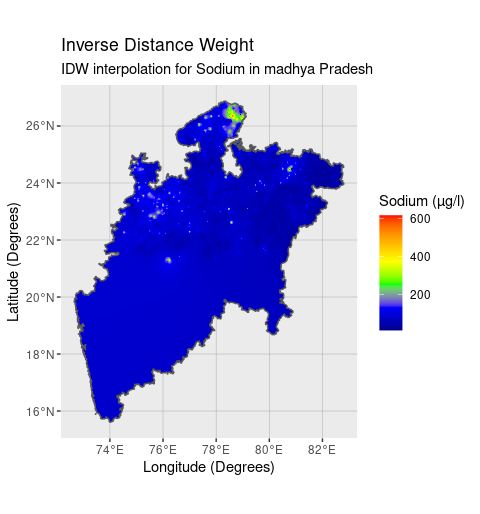 Inverse Distance Weight
IDW interpolation for Sodium in madhya Pradesh
26°N
24°N
22°N
20°N
18°N
16°N
Latitude (Degrees)
74°E 76°E 78°E 80°E 82°E
Longitude (Degrees)
Sodium (µg/l)
600
400
200